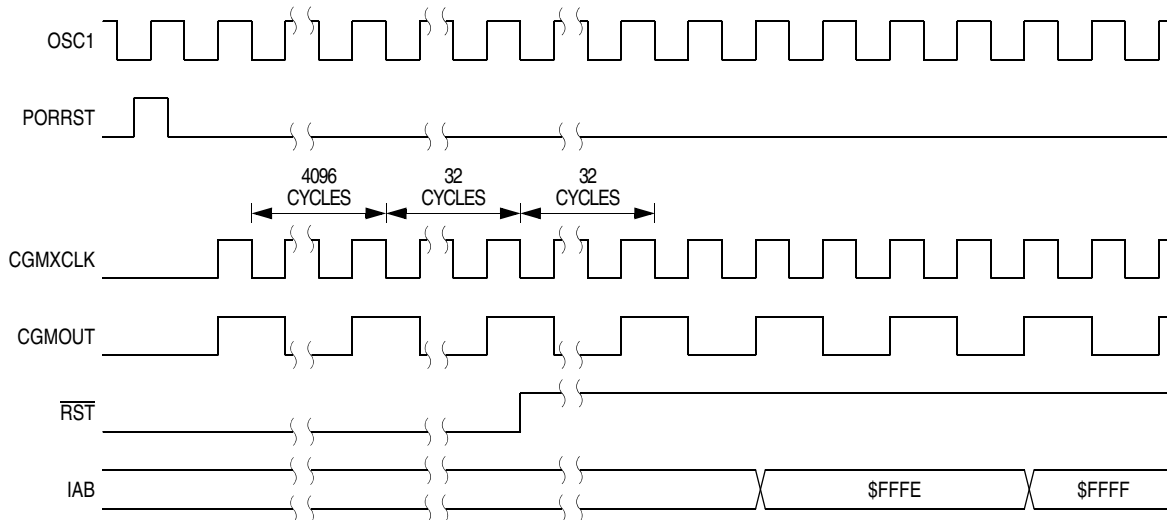 OSC1
PORRST
4096
CYCLES
32
CYCLES
32
CYCLES
CGMXCLK
CGMOUT
RST
IAB
$FFFE
$FFFF